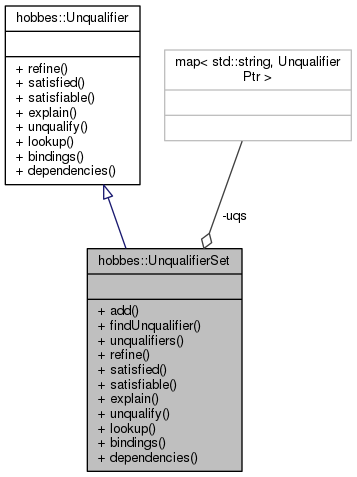 hobbes::Unqualifier
+ refine()
+ satisfied()
+ satisfiable()
+ explain()
+ unqualify()
+ lookup()
+ bindings()
+ dependencies()
map< std::string, Unqualifier
Ptr >
-uqs
hobbes::UnqualifierSet
+ add()
+ findUnqualifier()
+ unqualifiers()
+ refine()
+ satisfied()
+ satisfiable()
+ explain()
+ unqualify()
+ lookup()
+ bindings()
+ dependencies()